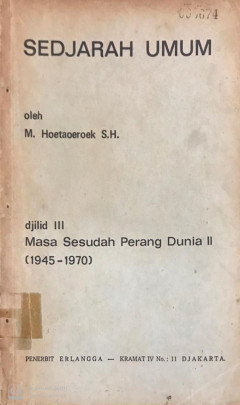 SEDJARAH UMUM
oleh
M. Hoetaoeroek S.H.
djilid III
Masa Sesudah Perang Dunia II
(1945-1970)
PENERBIT ERLANGGA — KRAMAT IV No.: 11 DJAKARTA.